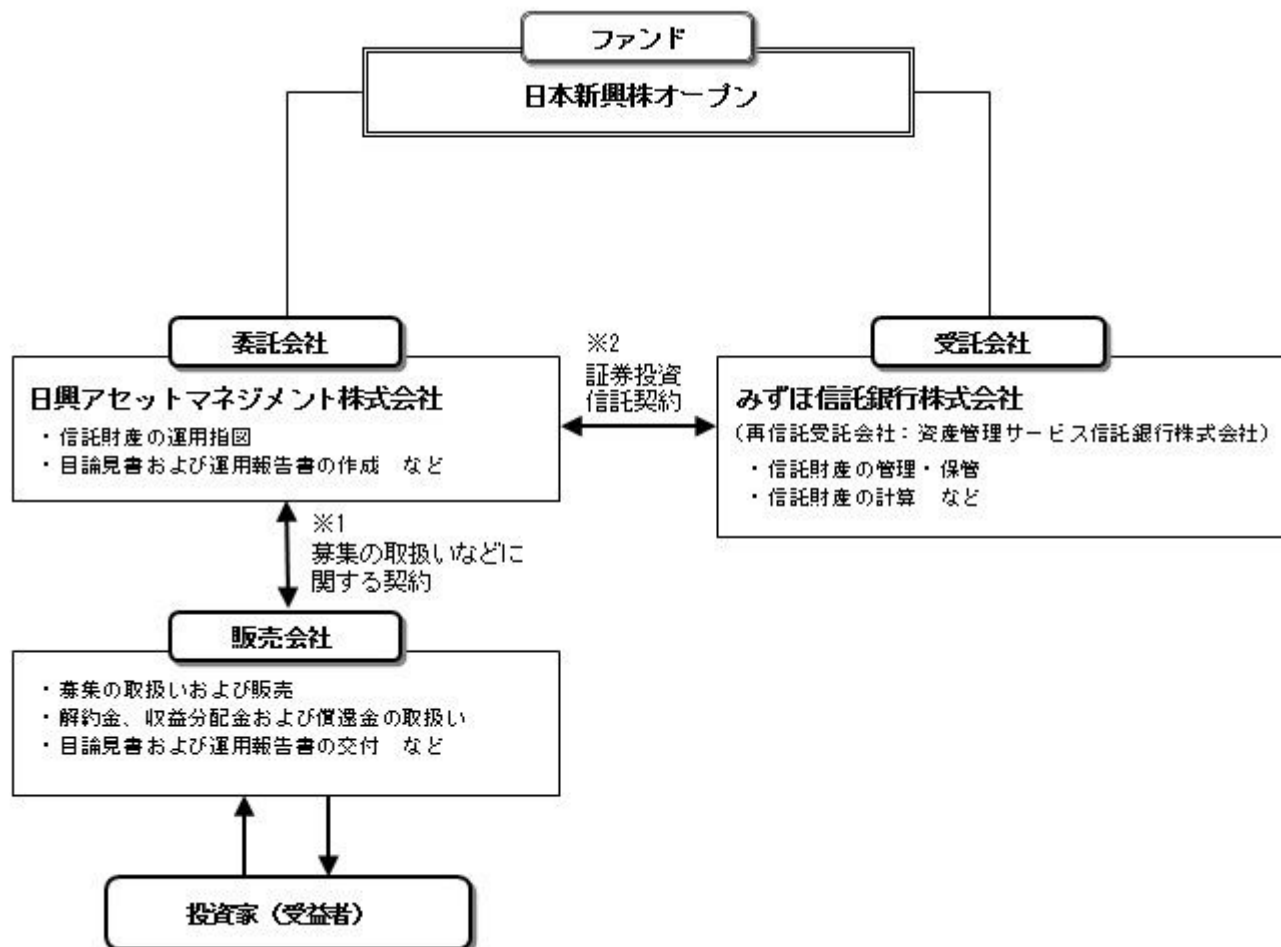 ファンド
日本新興株オープン
委託会社
日興アセットマネジメント株式会社
・信託財産の運用指図
・目論見書および運用報告書の作成　など
※2
証券投資
信託契約
受託会社
みずほ信託銀行株式会社
（再信託受託会社：資産管理サービス信託銀行株式会社）
・信託財産の管理・保管
・信託財産の計算　など
※1
募集の取扱いなどに
関する契約
販売会社
・募集の取扱いおよび販売
・解約金、収益分配金および償還金の取扱い
・目論見書および運用報告書の交付　など
投資家（受益者）